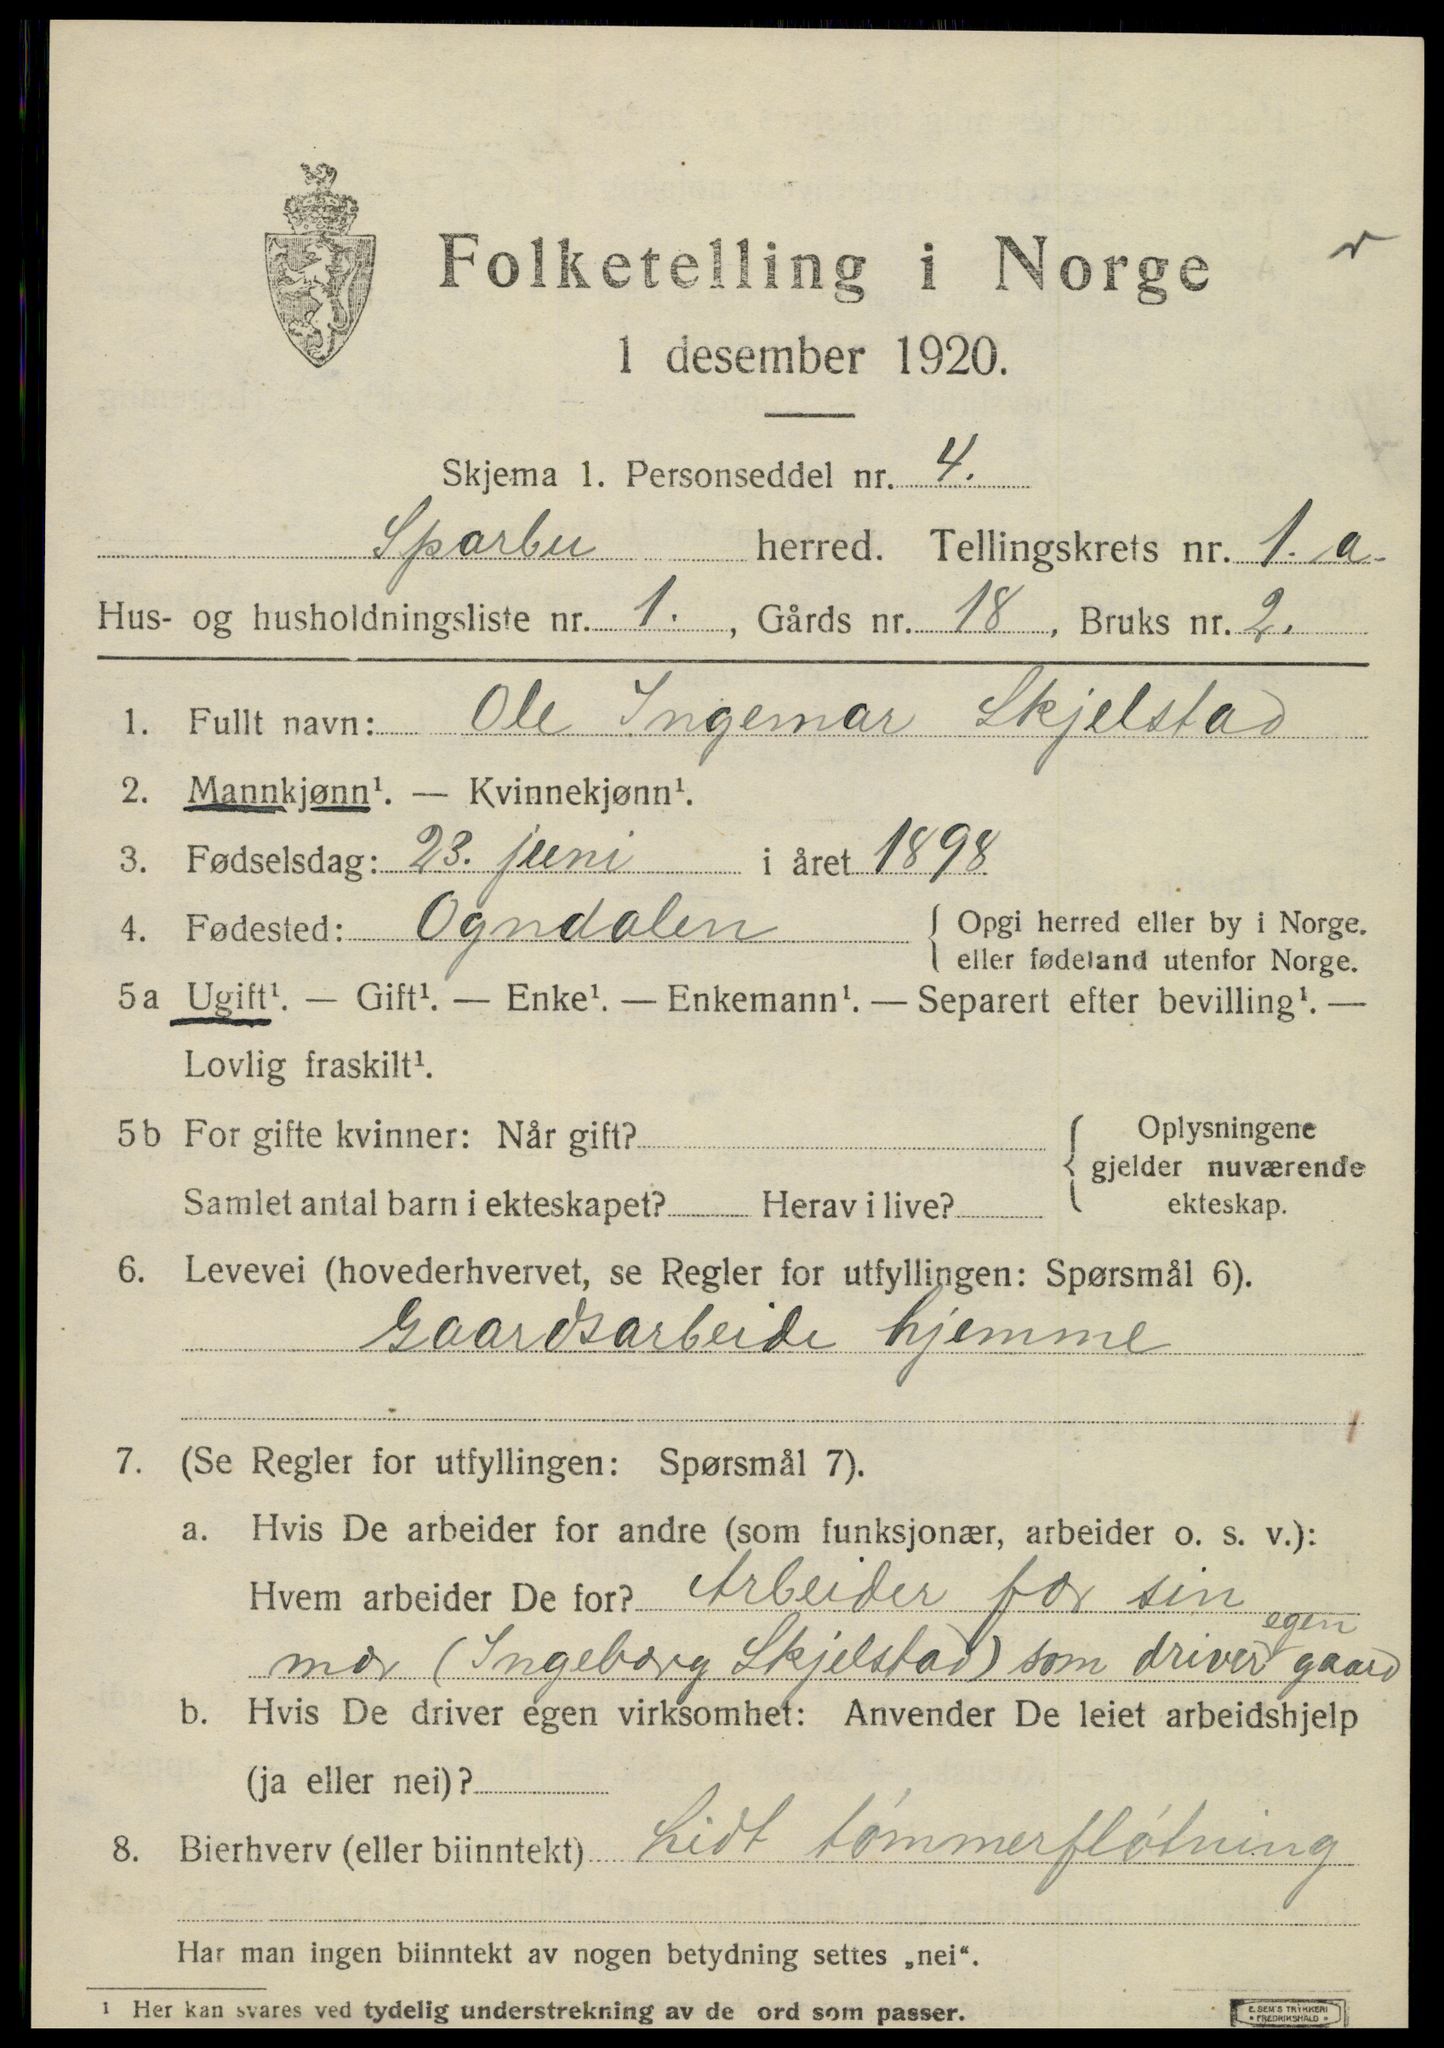 Folketelling i Norge
1 desember 1920.
Skjema 1. Personseddel nr. 4.
Sparbu herred. Tellingskrets nr. 1. a.
Hus- og husholdningsliste nr. 1. , Gårds nr. 18 , Bruks nr. 2.
1. Fullt navn: Ole Ingemar Skjelstad
2. Mannkjønn¹. — Kvinnekjønn¹.
3. Fødselsdag: 23. juni i året 1898
4. Fødested: Ogndalen { Opgi herred eller by i Norge.
eller fødeland utenfor Norge.
5a Ugift¹. — Gift¹. — Enke¹. — Enkemann¹. — Separert efter bevilling¹. —
Lovlig fraskilt¹.
5b For gifte kvinner: Når gift? { Oplysningene
gjelder nuværende
Samlet antal barn i ekteskapet? Herav i live? ekteskap.
6. Levevei (hovederhvervet, se Regler for utfyllingen: Spørsmål 6).
Gaardsarbeide hjemme
7. (Se Regler for utfyllingen: Spørsmål 7).
a. Hvis De arbeider for andre (som funksjonær, arbeider o. s. v.):
Hvem arbeider De for? Arbeider for sin
mor (Ingeborg Skjelstad) som driver egen gaard
b. Hvis De driver egen virksomhet: Anvender De leiet arbeidshjelp
(ja eller nei)?
8. Bierhverv (eller biinntekt) Lidt tømmerfløtning
Har man ingen biinntekt av nogen betydning settes „nei“.
¹ Her kan svares ved tydelig understrekning av de ord som passer.
E. SEM'S TRYKKERI
• FREDRIKSHALD •